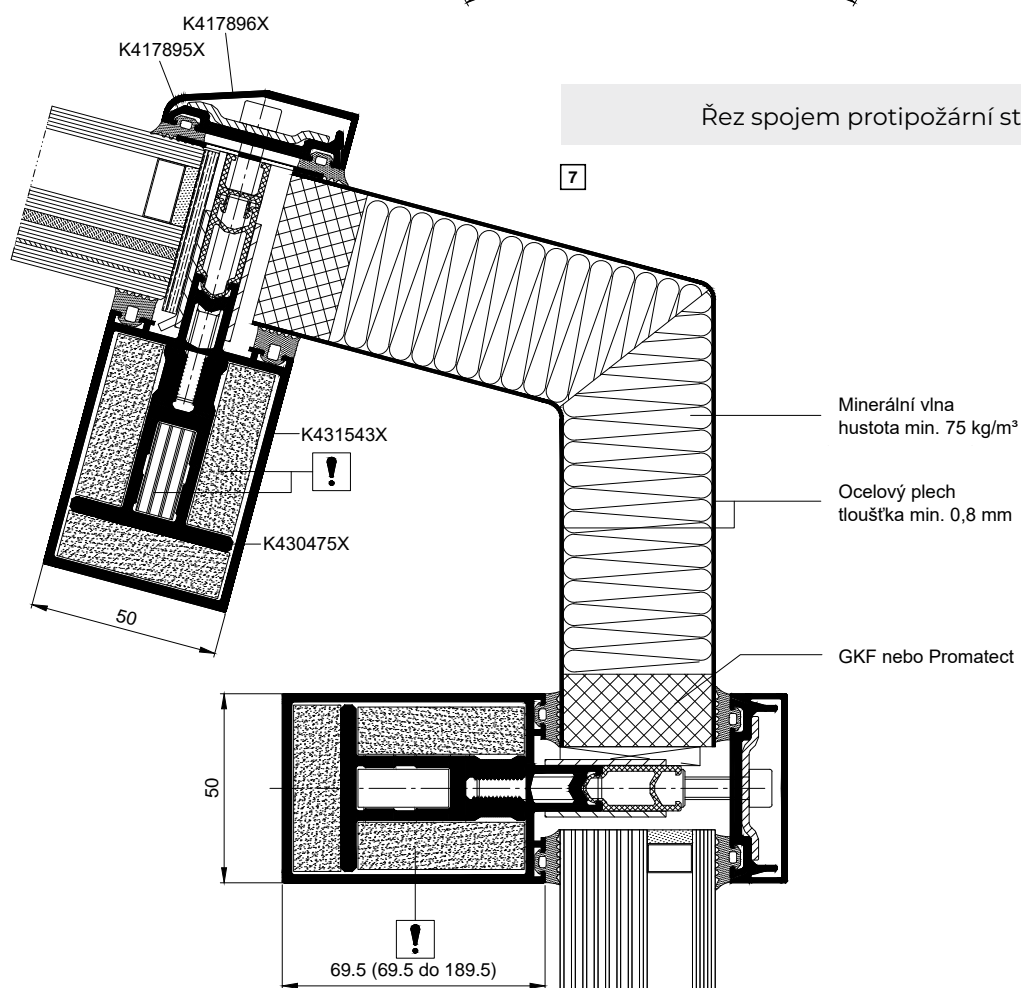 K417896X
K417895X
Řez spojem protipožární st
7
Minerální vlna
hustota min. 75 kg/m³
K431543X
!
Ocelový plech
tloušťka min. 0,8 mm
K430475X
50
GKF nebo Promatect
50
!
69.5 (69.5 do 189.5)